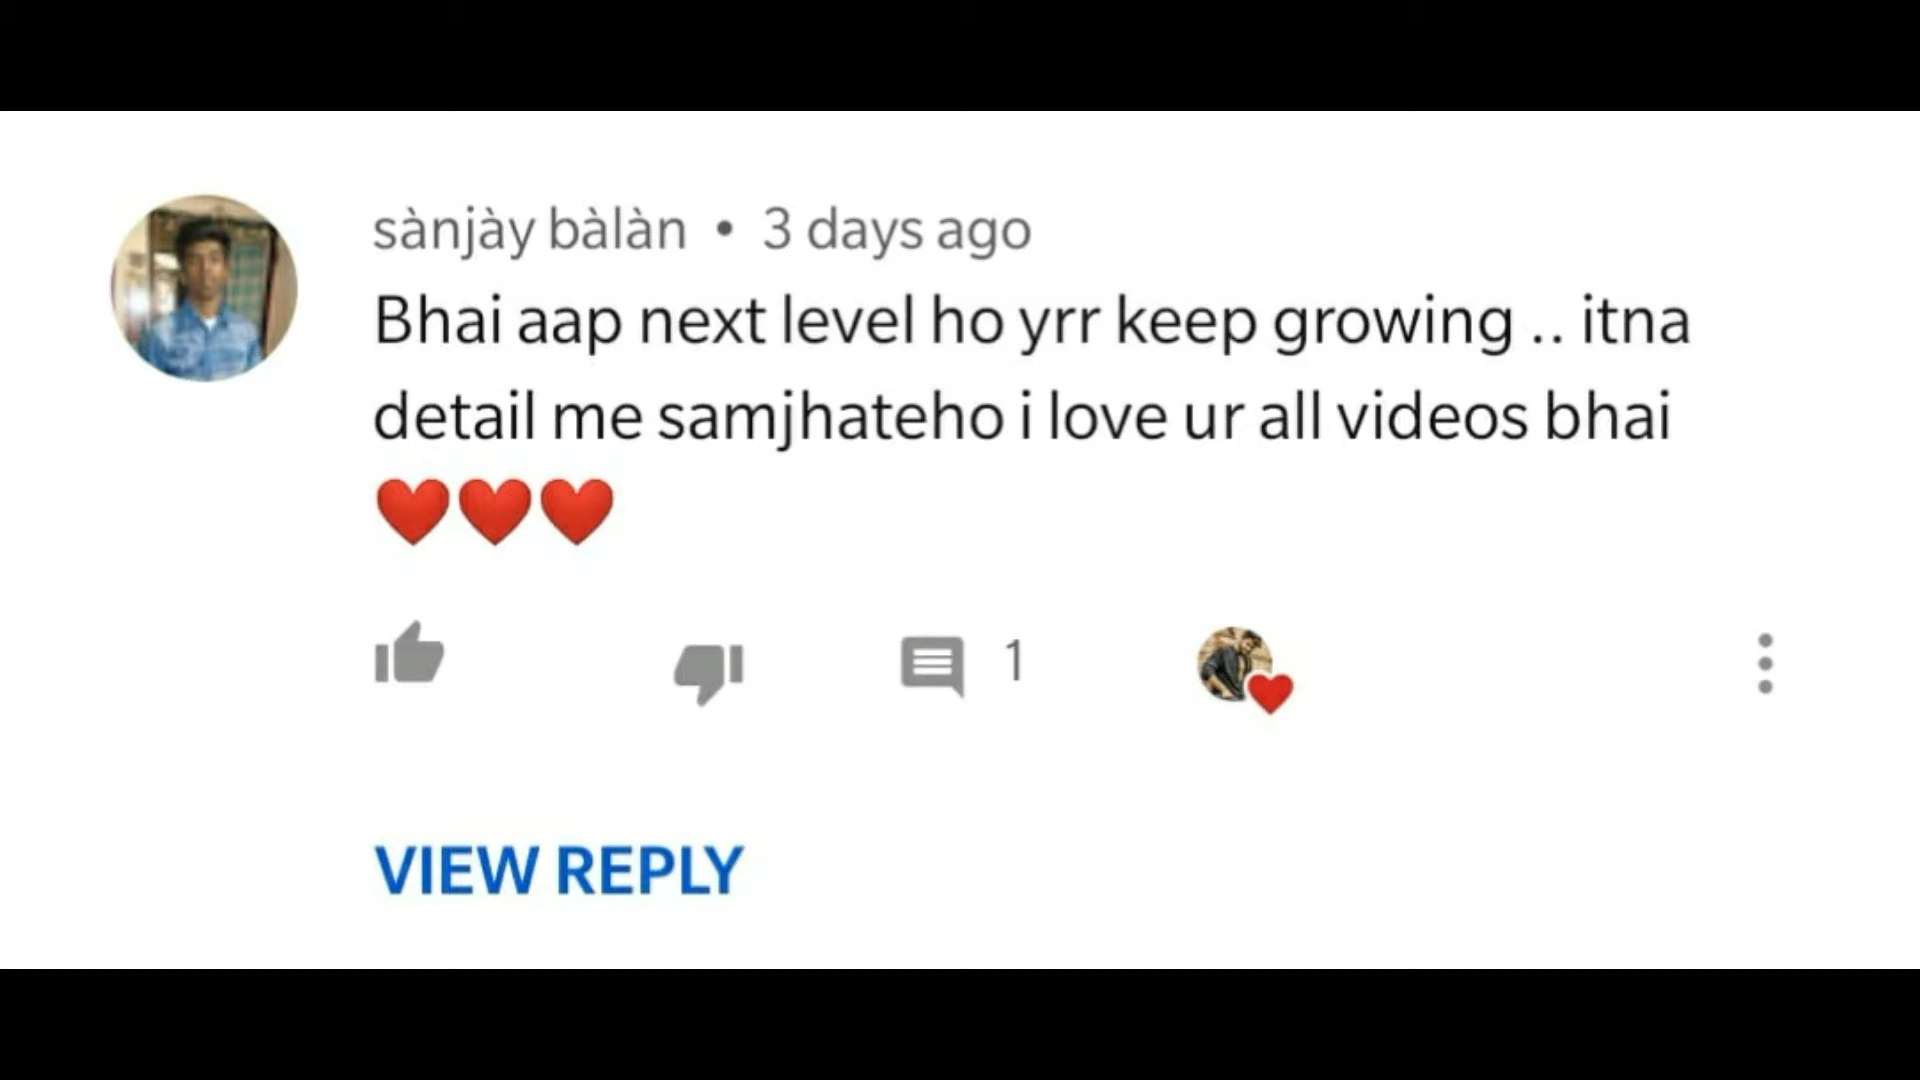 sànjày bàlàn • 3 days ago
Bhai aap next level ho yrr keep growing .. itna
detail me samjhateho i love ur all videos bhai
❤️❤️❤️
1
VIEW REPLY